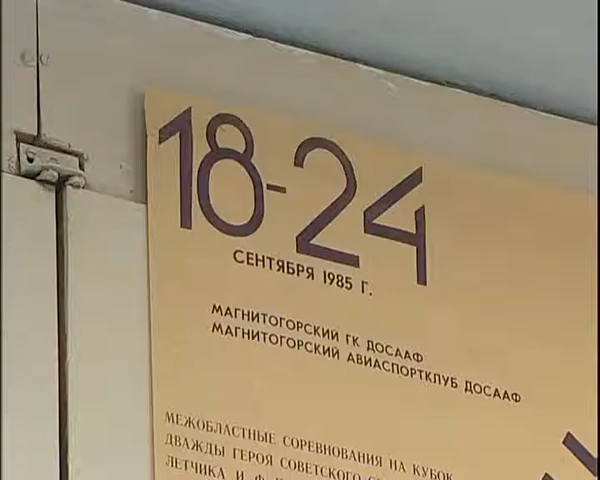 18-24
СЕНТЯБРЯ 1985 Г.
МАГНИТОГОРСКИЙ ГК ДОСААФ
МАГНИТОГОРСКИЙ АВИАСПОРТКЛУБ ДОСААФ
МЕЖОБЛАСТНЫЕ СОРЕВНОВАНИЯ НА КУБОК
ДВАЖДЫ ГЕРОЯ СОВЕТСКОГО
ЛЕТЧИКА И